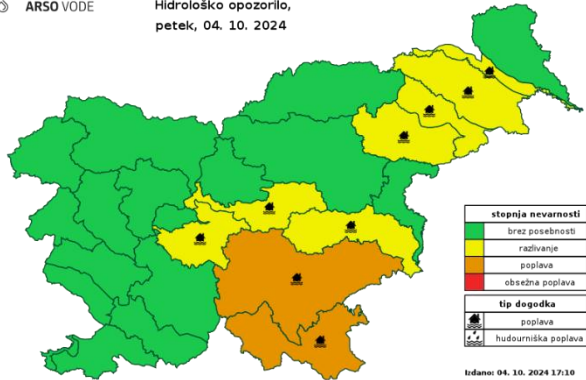 ARSO VODE
Hidrološko opozorilo,
petek, 04. 10. 2024
stopnja nevarnosti
brez posebnosti
razlivanje
poplava
obsežna poplava
tip dogodka
poplava
hudourniška poplava
Izdano: 04. 10. 2024 17:10